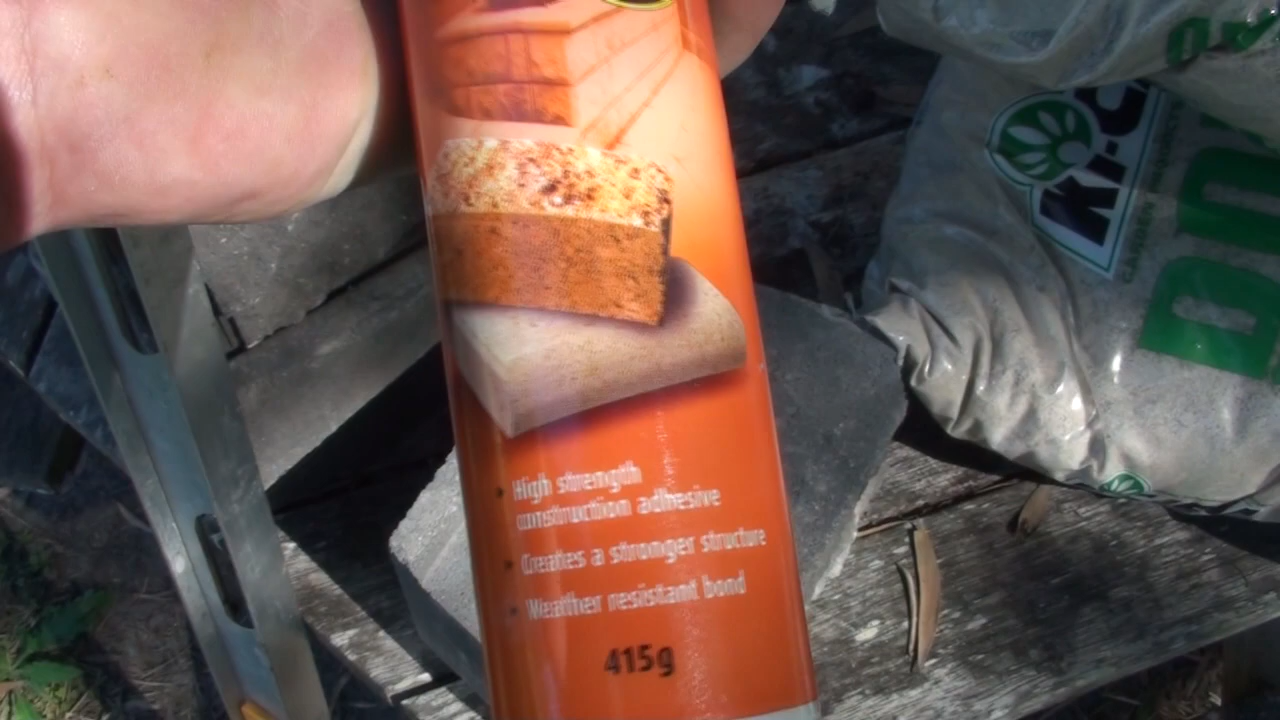 • High strength
construction adhesive
• Creates a stronger structure
• Weather resistant bond
415g